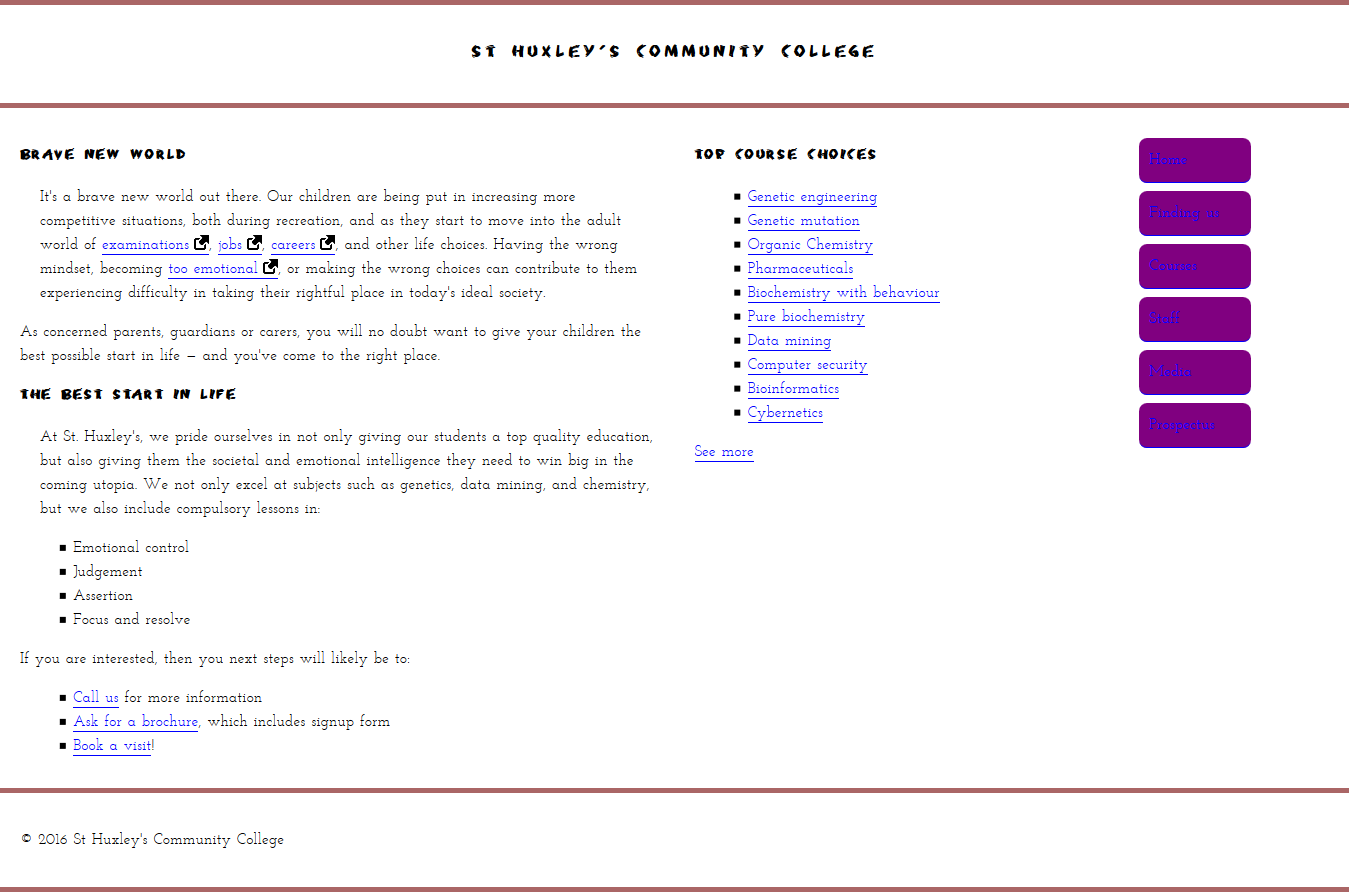 ST HUXLEY'S COMMUNITY COLLEGE
BRAVE NEW WORLD
It's a brave new world out there. Our children are being put in increasing more
competitive situations, both during recreation, and as they start to move into the adult
world of examinations, jobs, careers, and other life choices. Having the wrong
mindset, becoming too emotional, or making the wrong choices can contribute to them
experiencing difficulty in taking their rightful place in today's ideal society.
As concerned parents, guardians or carers, you will no doubt want to give your children the
best possible start in life – and you've come to the right place.
THE BEST START IN LIFE
At St. Huxley's, we pride ourselves in not only giving our students a top quality education,
but also giving them the societal and emotional intelligence they need to win big in the
coming utopia. We not only excel at subjects such as genetics, data mining, and chemistry,
but we also include compulsory lessons in:
Emotional control
Judgement
Assertion
Focus and resolve
If you are interested, then you next steps will likely be to:
Call us for more information
Ask for a brochure, which includes signup form
Book a visit!
TOP COURSE CHOICES
Genetic engineering
Genetic mutation
Organic Chemistry
Pharmaceuticals
Biochemistry with behaviour
Pure biochemistry
Data mining
Computer security
Bioinformatics
Cybernetics
See more
Home
Finding us
Courses
Staff
Media
Prospectus
© 2016 St Huxley's Community College